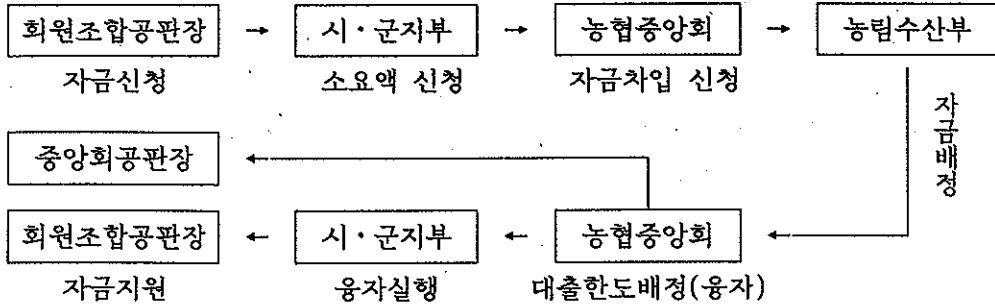 회원조합공판장 → 시·군지부 → 농협중앙회 → 농림수산부
자금신청 소요액 신청 자금차입 신청
자금배정
중앙회공판장
회원조합공판장 ← 시·군지부 ← 농협중앙회
자금지원 융자실행 대출한도배정(융자)